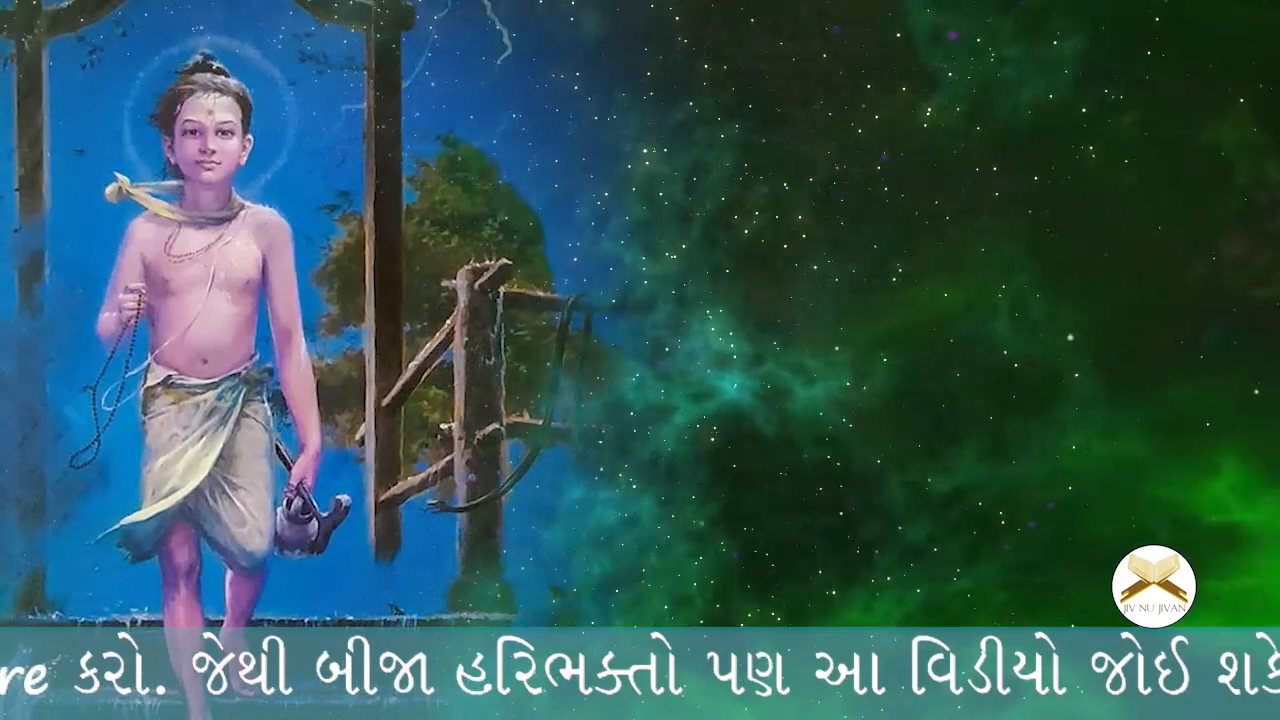 JIV NU JIVAN
re કરો. જેથી બીજા હરિભક્તો પણ આ વિડીયો જોઈ શકે